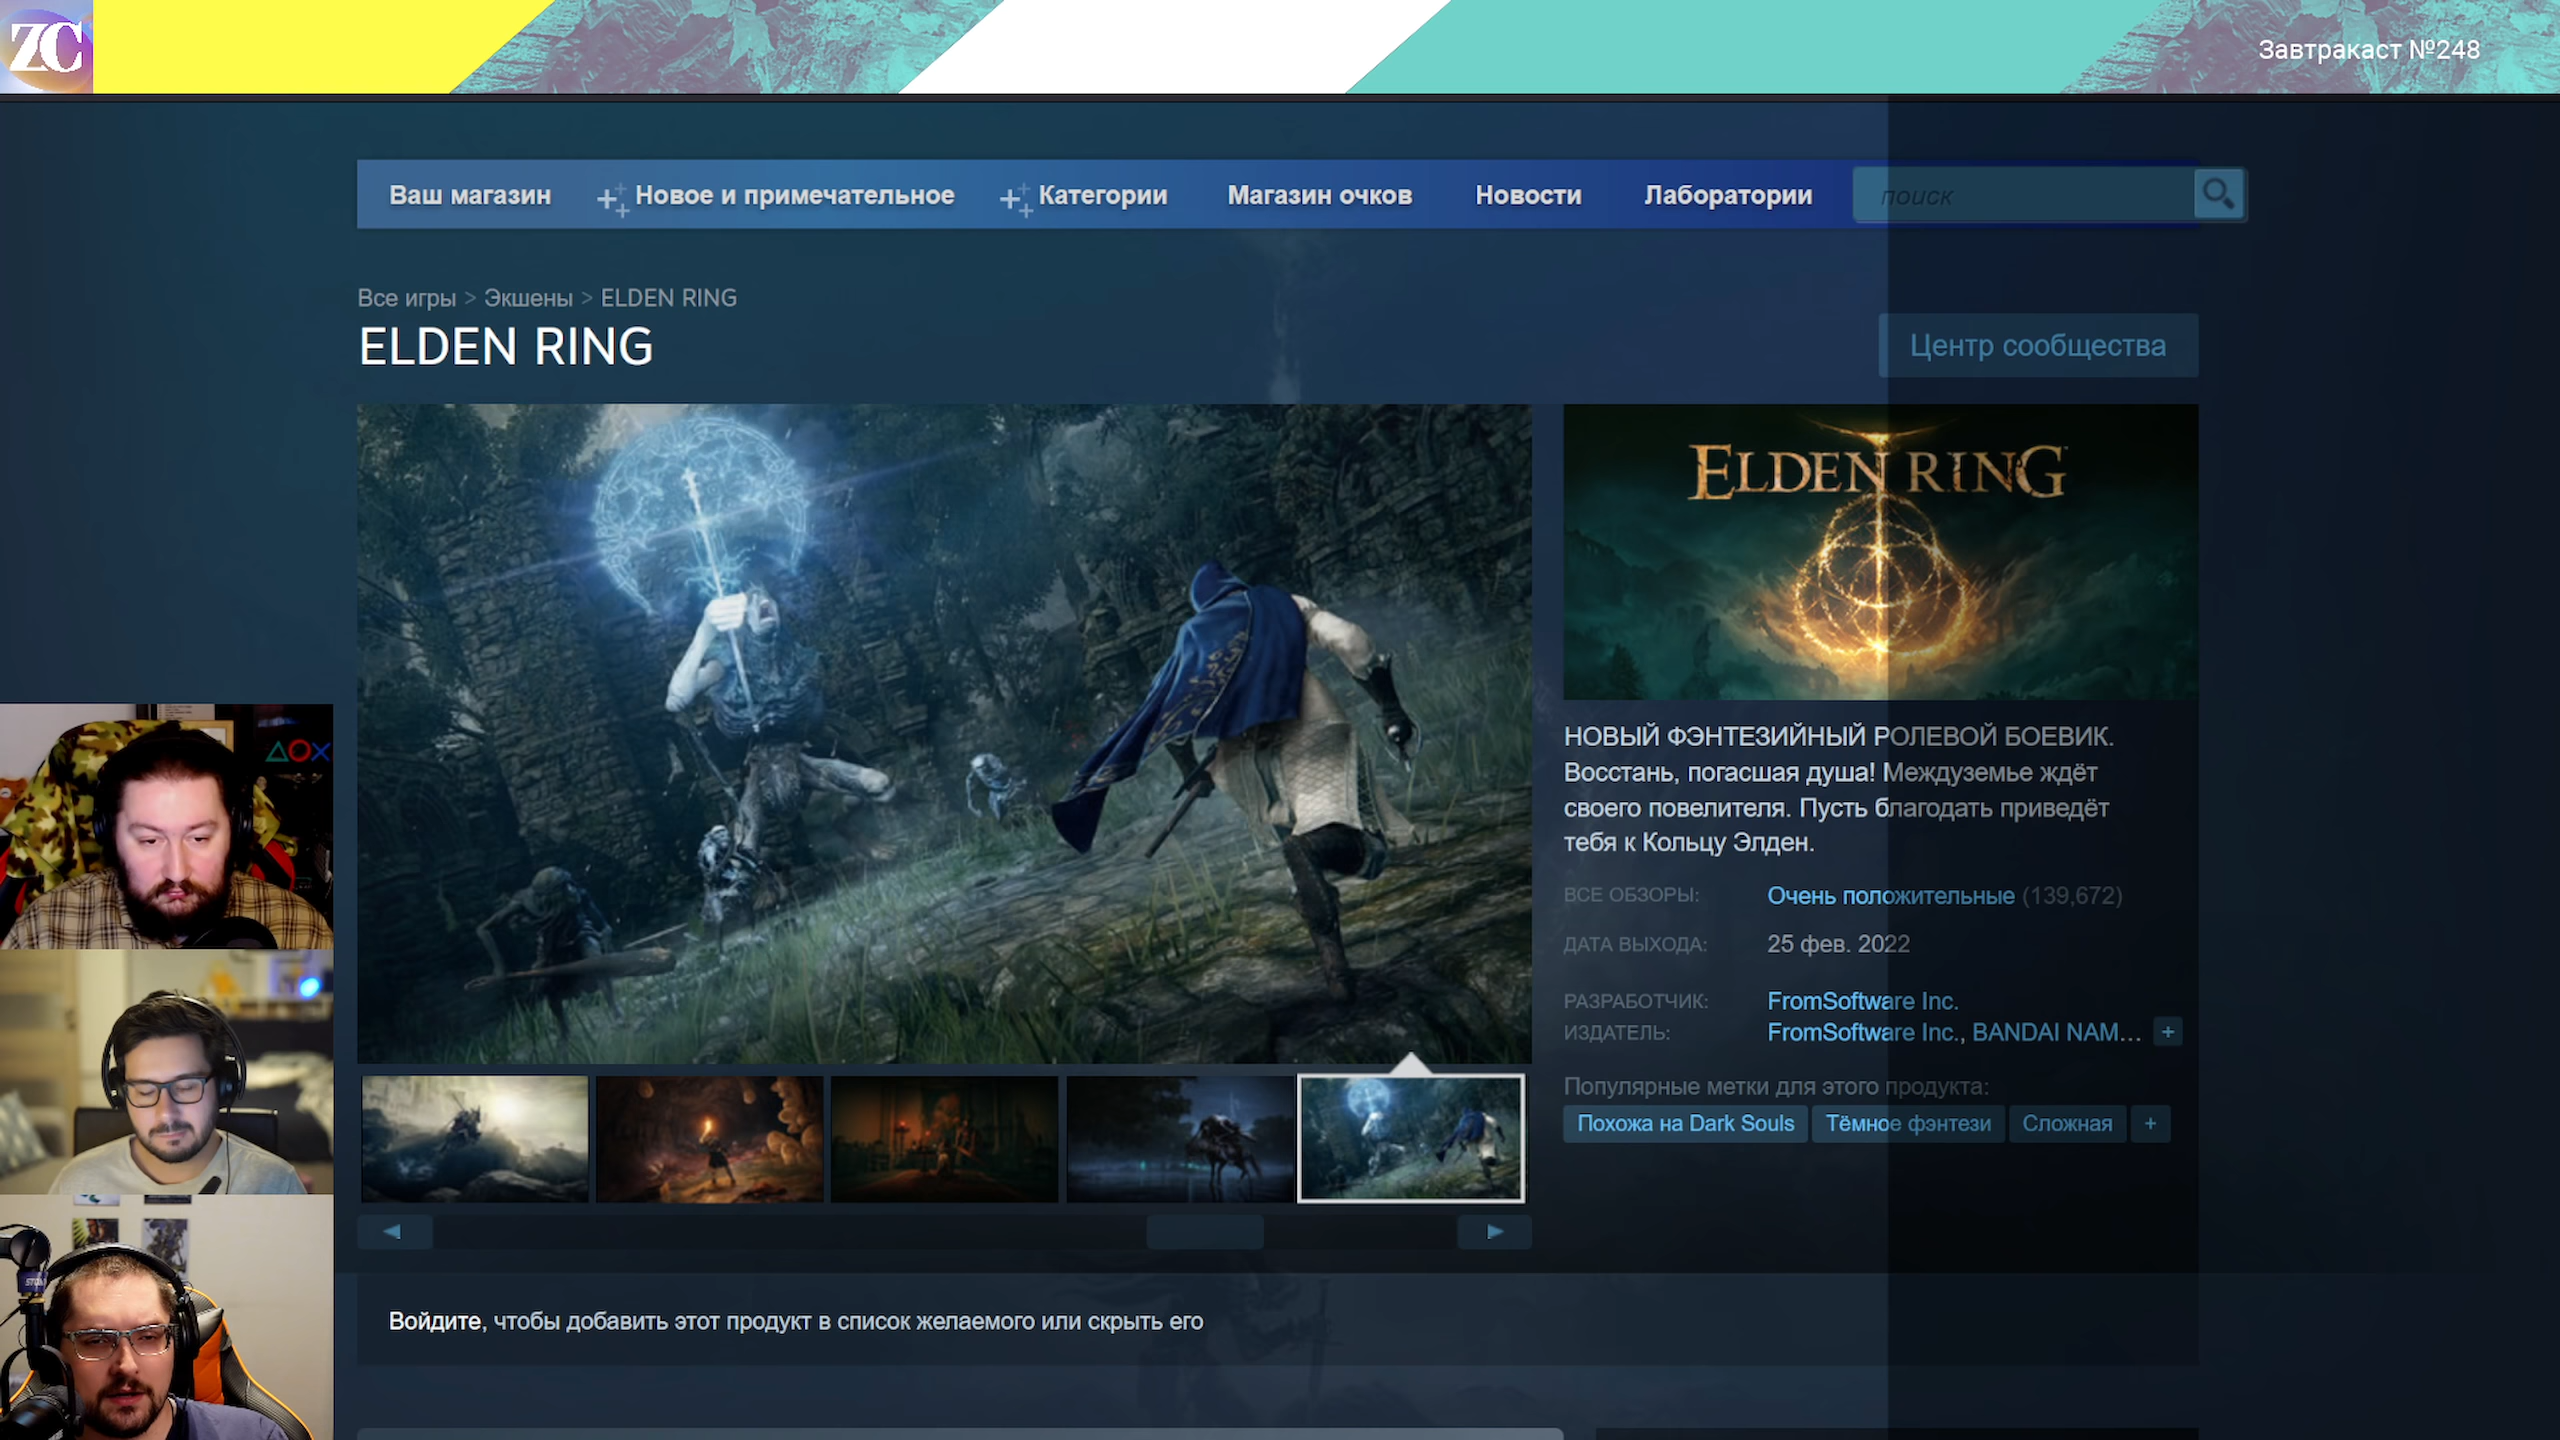 ZC
Завтракаст №248
Ваш магазин
Новое и примечательное
Категории
Магазин очков
Новости
Лаборатории
поиск
Все игры > Экшены > ELDEN RING
ELDEN RING
Центр сообщества
ELDEN RING
НОВЫЙ ФЭНТЕЗИЙНЫЙ РОЛЕВОЙ БОЕВИК.
Восстань, погасшая душа! Междуземье ждёт
своего повелителя. Пусть благодать приведёт
тебя к Кольцу Элден.
ВСЕ ОБЗОРЫ: Очень положительные (139,672)
ДАТА ВЫХОДА: 25 фев. 2022
РАЗРАБОТЧИК: FromSoftware Inc.
ИЗДАТЕЛЬ: FromSoftware Inc., BANDAI NAM... +
Популярные метки для этого продукта:
Похожа на Dark Souls Тёмное фэнтези Сложная +
Войдите, чтобы добавить этот продукт в список желаемого или скрыть его